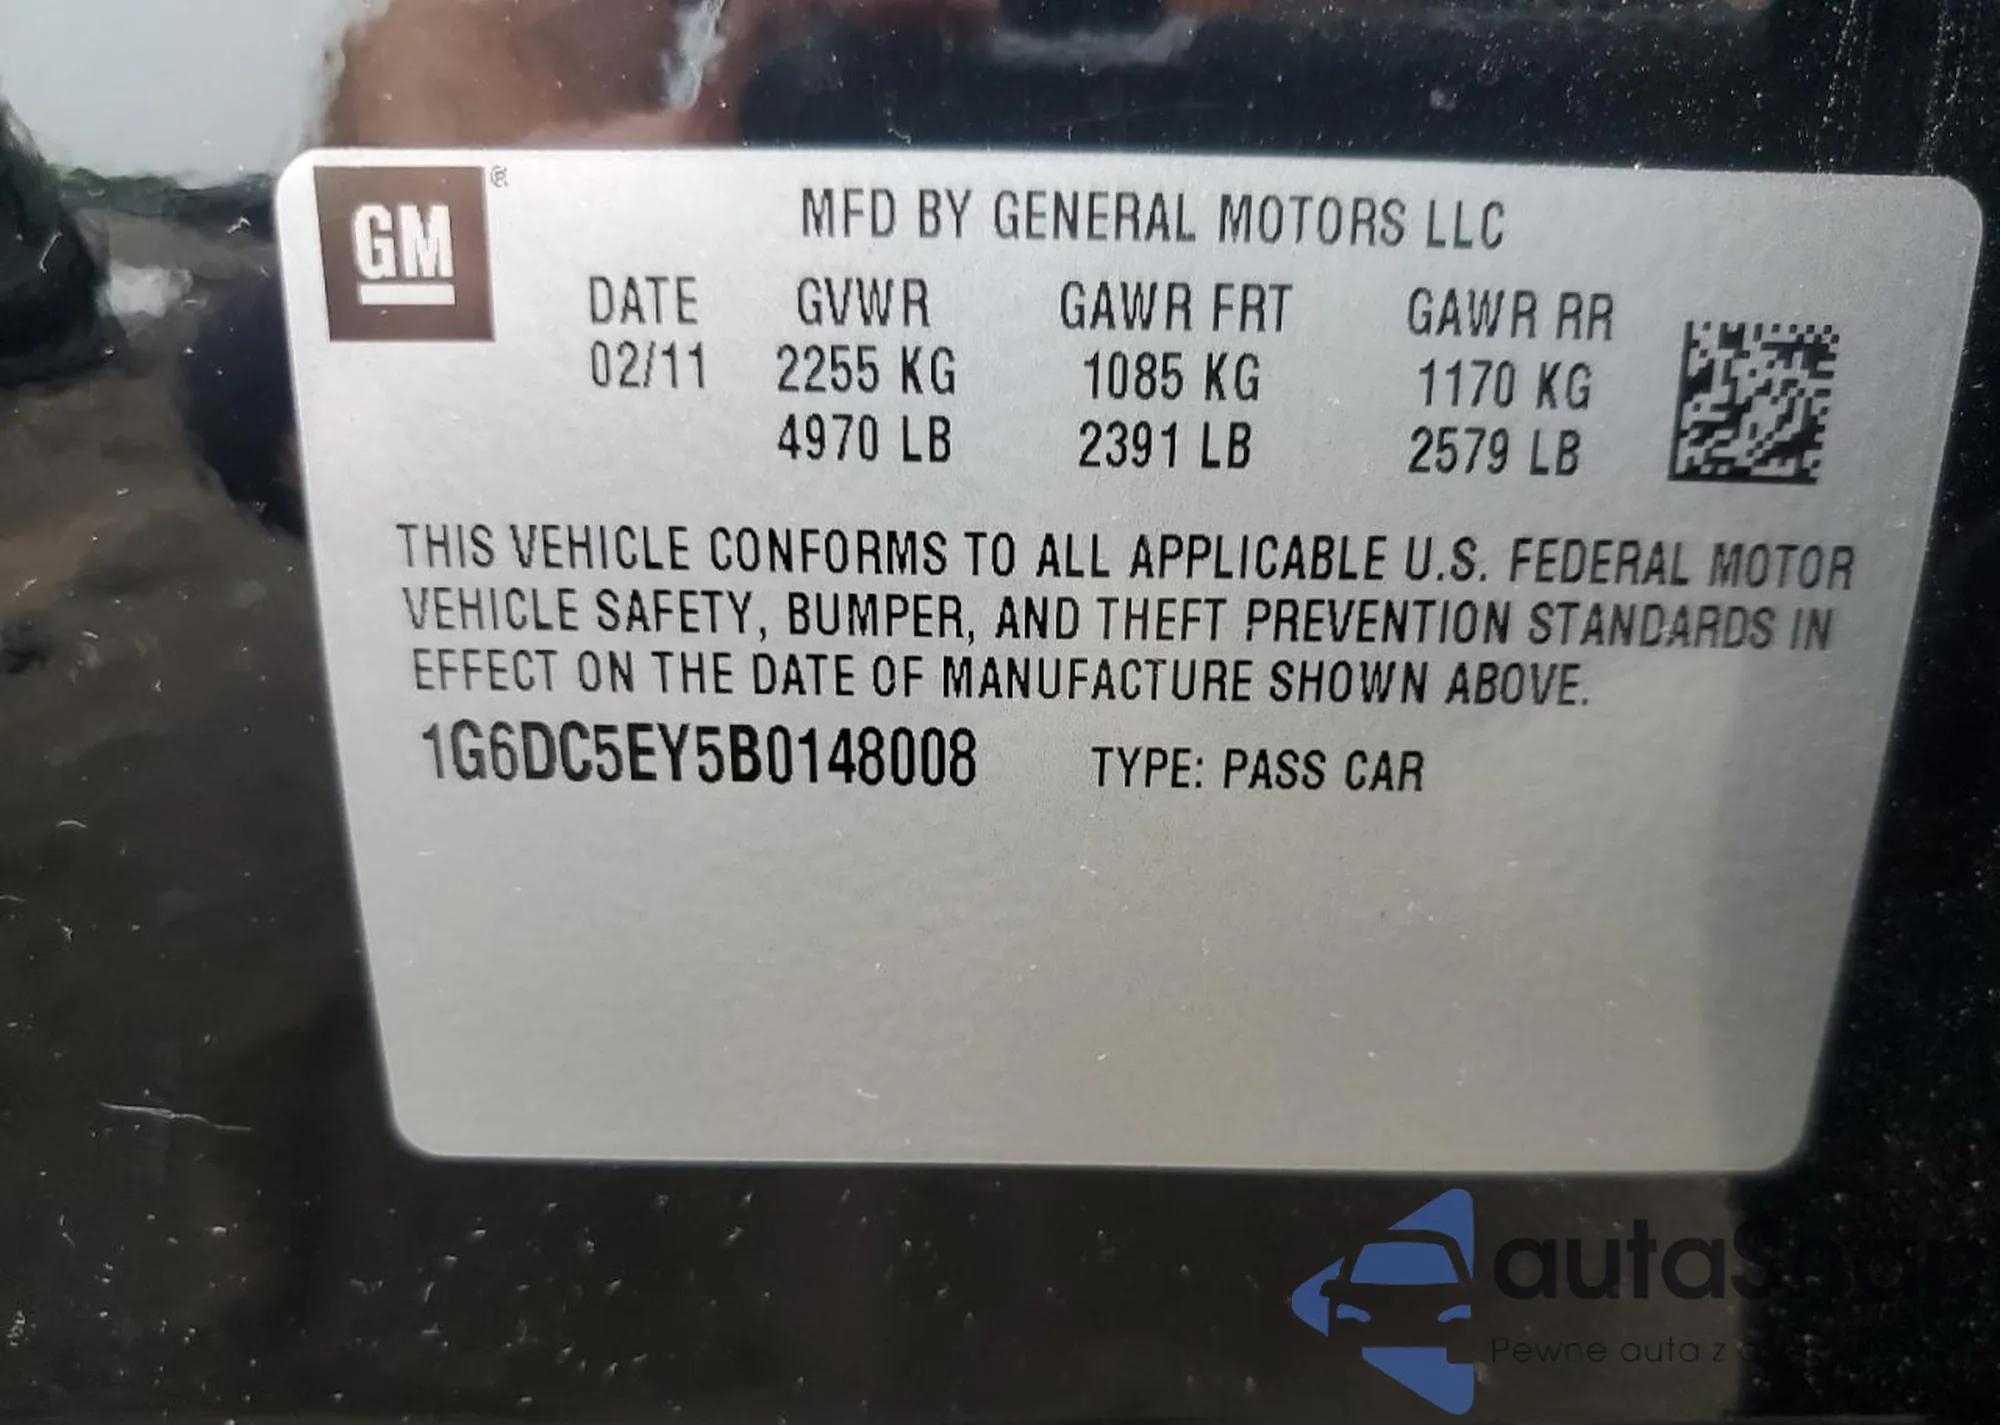 GM ®
MFD BY GENERAL MOTORS LLC
DATE GVWR GAWR FRT GAWR RR
02/11 2255 KG 1085 KG 1170 KG
4970 LB 2391 LB 2579 LB
THIS VEHICLE CONFORMS TO ALL APPLICABLE U.S. FEDERAL MOTOR
VEHICLE SAFETY, BUMPER, AND THEFT PREVENTION STANDARDS IN
EFFECT ON THE DATE OF MANUFACTURE SHOWN ABOVE.
1G6DC5EY5B0148008 TYPE: PASS CAR
autaShop
Pewne auta z